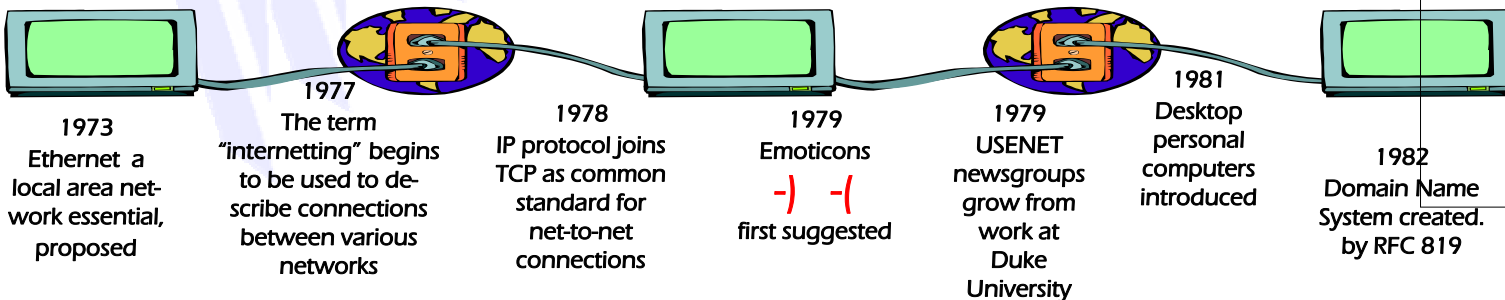 1973
Ethernet a
local area net-
work essential,
proposed
1977
The term
“internetting” begins
to be used to de-
scribe connections
between various
networks
1978
IP protocol joins
TCP as common
standard for
net-to-net
connections
1979
Emoticons
-) -(
first suggested
1979
USENET
newsgroups
grow from
work at
Duke
University
1981
Desktop
personal
computers
introduced
1982
Domain Name
System created.
by RFC 819